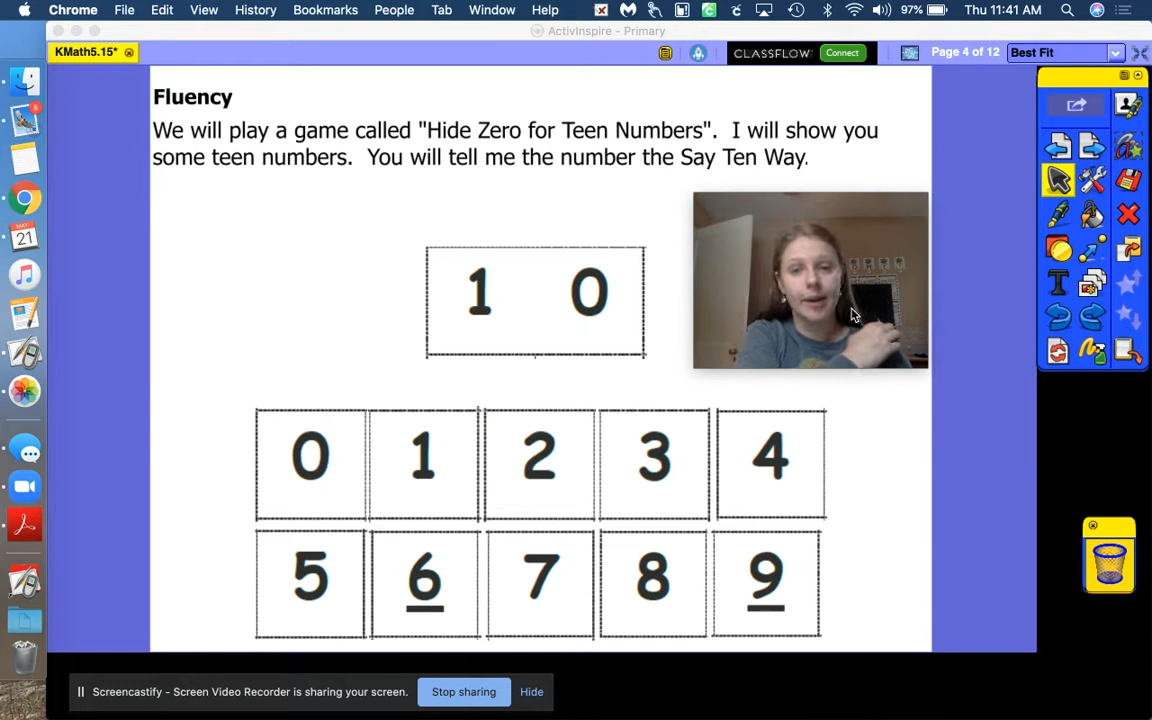 Chrome File Edit View History Bookmarks People Tab Window Help 97% Thu 11:41 AM
ActivInspire - Primary
KMath5.15* CLASSFLOW Connect Page 4 of 12 Best Fit
Fluency
We will play a game called "Hide Zero for Teen Numbers". I will show you
some teen numbers. You will tell me the number the Say Ten Way.
1 0
0 1 2 3 4
5 6 7 8 9
5
MAY
21
Screencastify - Screen Video Recorder is sharing your screen. Stop sharing Hide